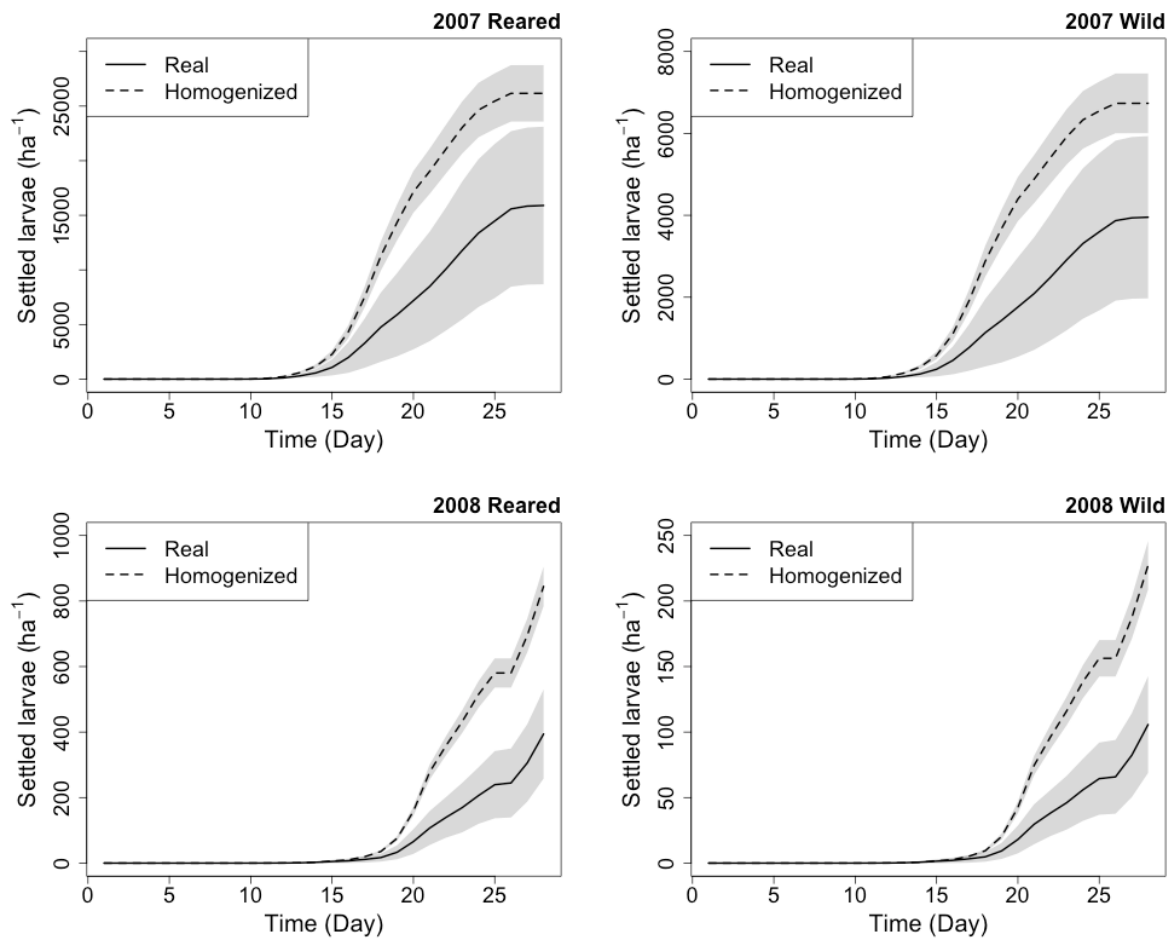 2007 Reared
Real
Homogenized
Settled larvae (ha⁻¹)
25000
15000
5000
0
0 5 10 15 20 25
Time (Day)
2007 Wild
Real
Homogenized
Settled larvae (ha⁻¹)
8000
6000
4000
2000
0
0 5 10 15 20 25
Time (Day)
2008 Reared
Real
Homogenized
Settled larvae (ha⁻¹)
1000
800
600
400
200
0
0 5 10 15 20 25
Time (Day)
2008 Wild
Real
Homogenized
Settled larvae (ha⁻¹)
250
200
150
100
50
0
0 5 10 15 20 25
Time (Day)